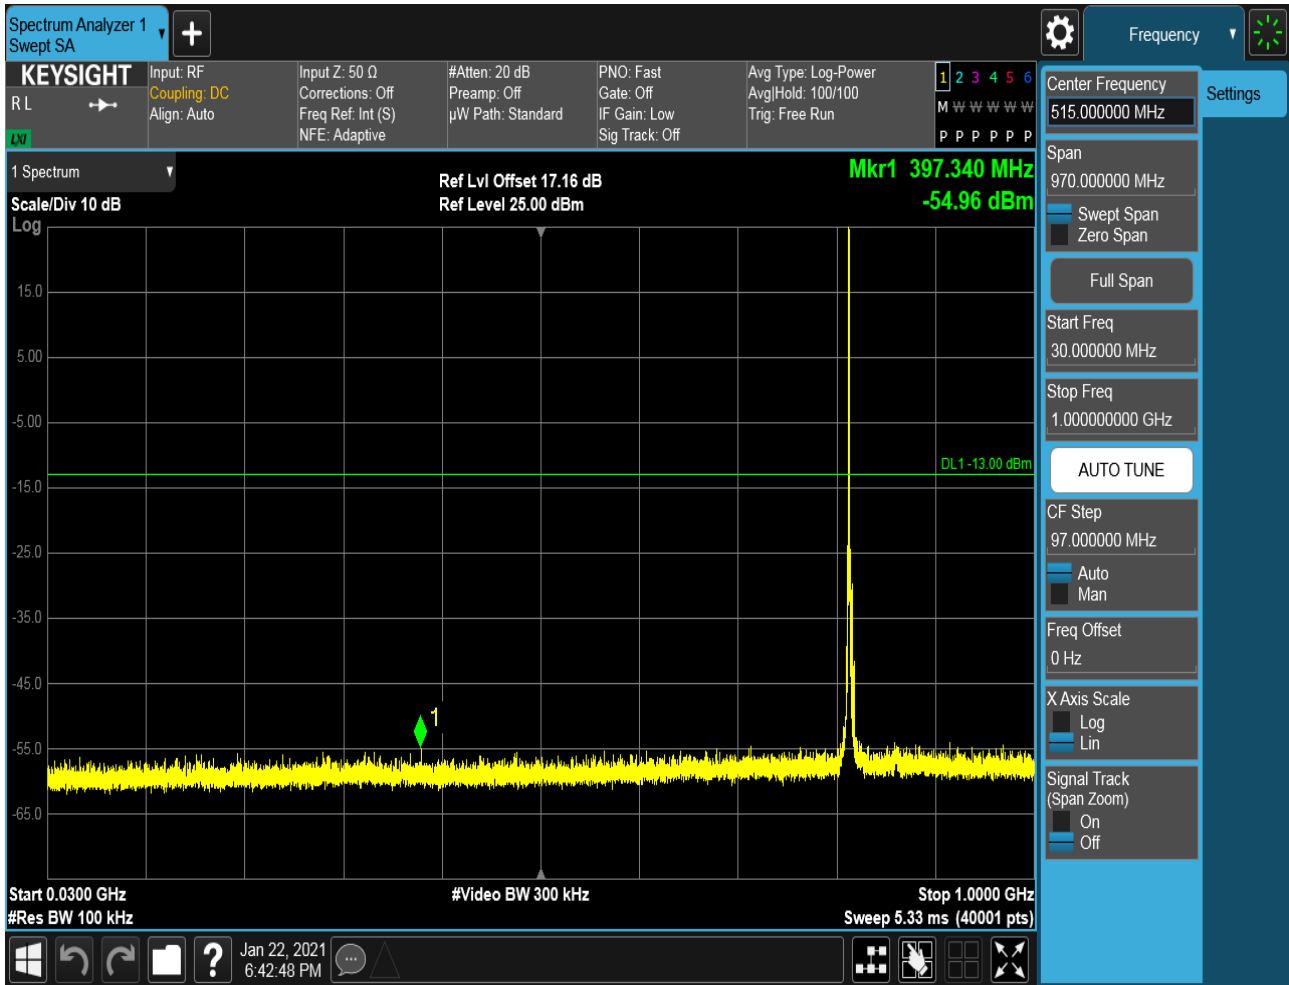 Spectrum Analyzer 1
Swept SA
Frequency
KEYSIGHT
R L
LXI
Input: RF
Coupling: DC
Align: Auto
Input Z: 50 Ω
Corrections: Off
Freq Ref: Int (S)
NFE: Adaptive
#Atten: 20 dB
Preamp: Off
µW Path: Standard
PNO: Fast
Gate: Off
IF Gain: Low
Sig Track: Off
Avg Type: Log-Power
Avg|Hold: 100/100
Trig: Free Run
1 2 3 4 5 6
M W W W W W
P P P P P P
1 Spectrum
Scale/Div 10 dB
Log
Ref Lvl Offset 17.16 dB
Ref Level 25.00 dBm
Mkr1 397.340 MHz
-54.96 dBm
15.0
5.00
-5.00
DL1 -13.00 dBm
-15.0
-25.0
-35.0
-45.0
1
-55.0
-65.0
Start 0.0300 GHz
#Res BW 100 kHz
#Video BW 300 kHz
Stop 1.0000 GHz
Sweep 5.33 ms (40001 pts)
Center Frequency
515.000000 MHz
Settings
Span
970.000000 MHz
Swept Span
Zero Span
Full Span
Start Freq
30.000000 MHz
Stop Freq
1.000000000 GHz
AUTO TUNE
CF Step
97.000000 MHz
Auto
Man
Freq Offset
0 Hz
X Axis Scale
Log
Lin
Signal Track
(Span Zoom)
On
Off
?
Jan 22, 2021
6:42:48 PM